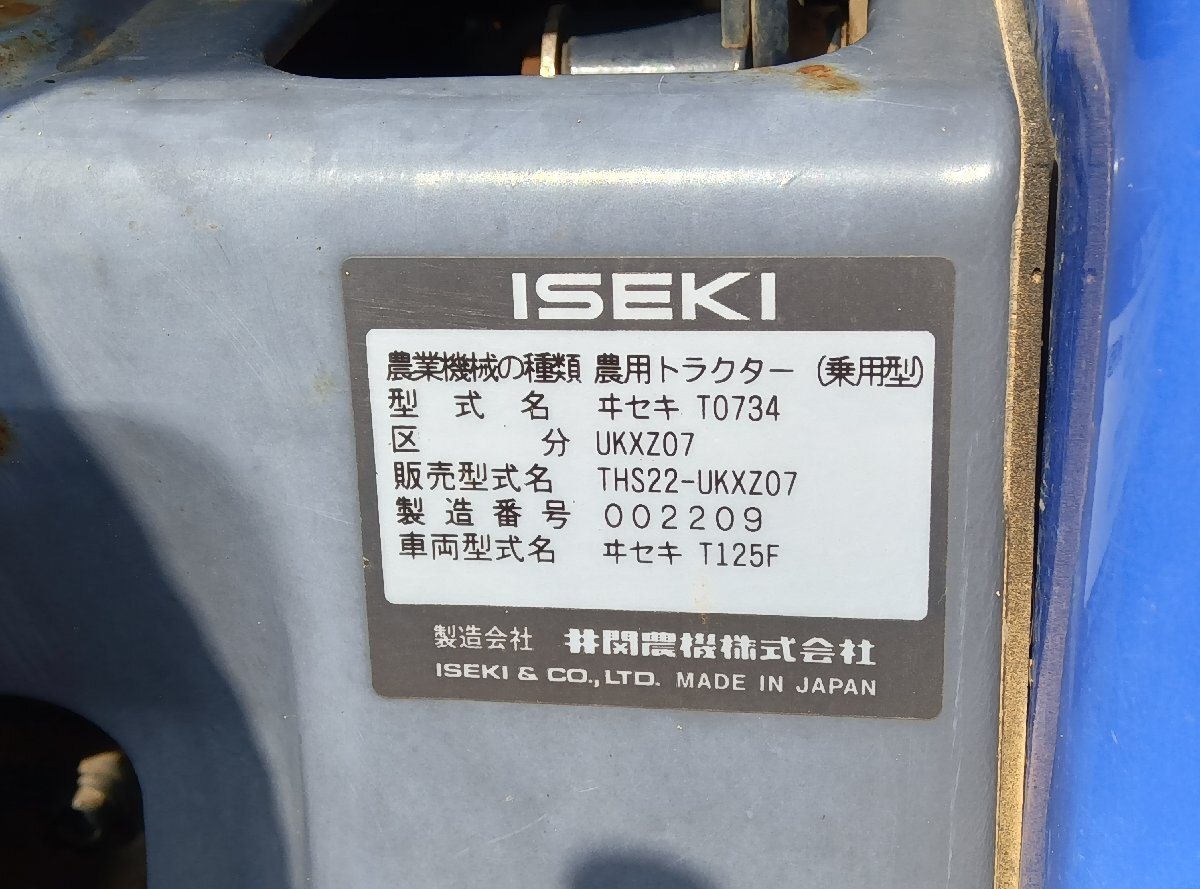 ISEKI
農業機械の種類 農用トラクター (乗用型)
型式名 ヰセキ T0734
区分 UKXZ07
販売型式名 THS22-UKXZ07
製造番号 002209
車両型式名 ヰセキ T125F
製造会社 井関農機株式会社
ISEKI & CO.,LTD. MADE IN JAPAN